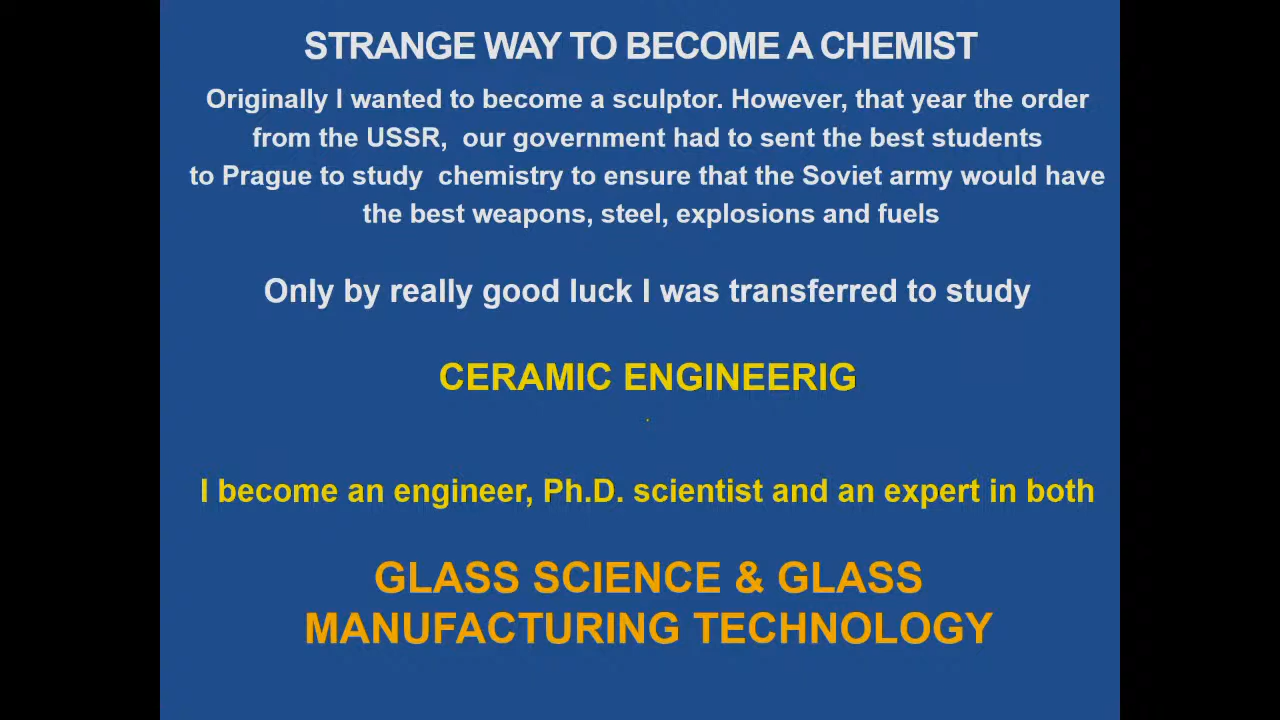 STRANGE WAY TO BECOME A CHEMIST
Originally I wanted to become a sculptor. However, that year the order
from the USSR, our government had to sent the best students
to Prague to study chemistry to ensure that the Soviet army would have
the best weapons, steel, explosions and fuels
Only by really good luck I was transferred to study
CERAMIC ENGINEERIG
.
I become an engineer, Ph.D. scientist and an expert in both
GLASS SCIENCE & GLASS
MANUFACTURING TECHNOLOGY